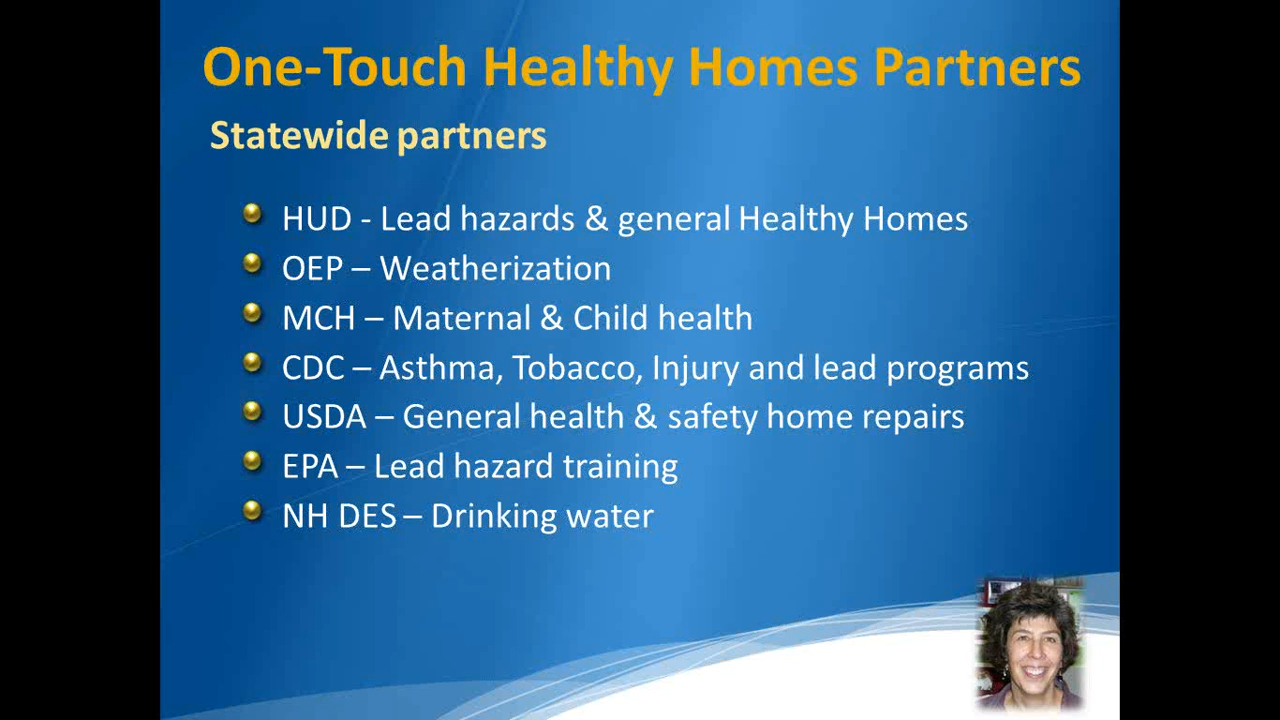 One-Touch Healthy Homes Partners
Statewide partners
HUD - Lead hazards & general Healthy Homes
OEP – Weatherization
MCH – Maternal & Child health
CDC – Asthma, Tobacco, Injury and lead programs
USDA – General health & safety home repairs
EPA – Lead hazard training
NH DES – Drinking water